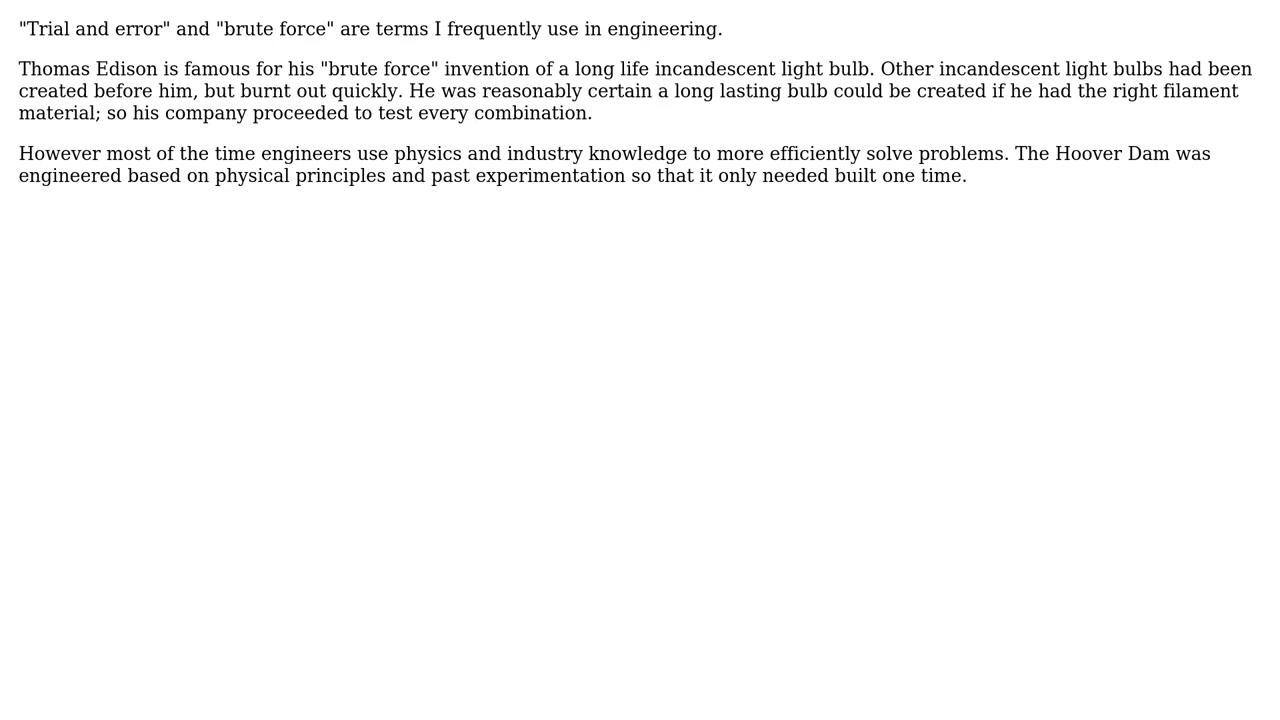 "Trial and error" and "brute force" are terms I frequently use in engineering.
Thomas Edison is famous for his "brute force" invention of a long life incandescent light bulb. Other incandescent light bulbs had been
created before him, but burnt out quickly. He was reasonably certain a long lasting bulb could be created if he had the right filament
material; so his company proceeded to test every combination.
However most of the time engineers use physics and industry knowledge to more efficiently solve problems. The Hoover Dam was
engineered based on physical principles and past experimentation so that it only needed built one time.